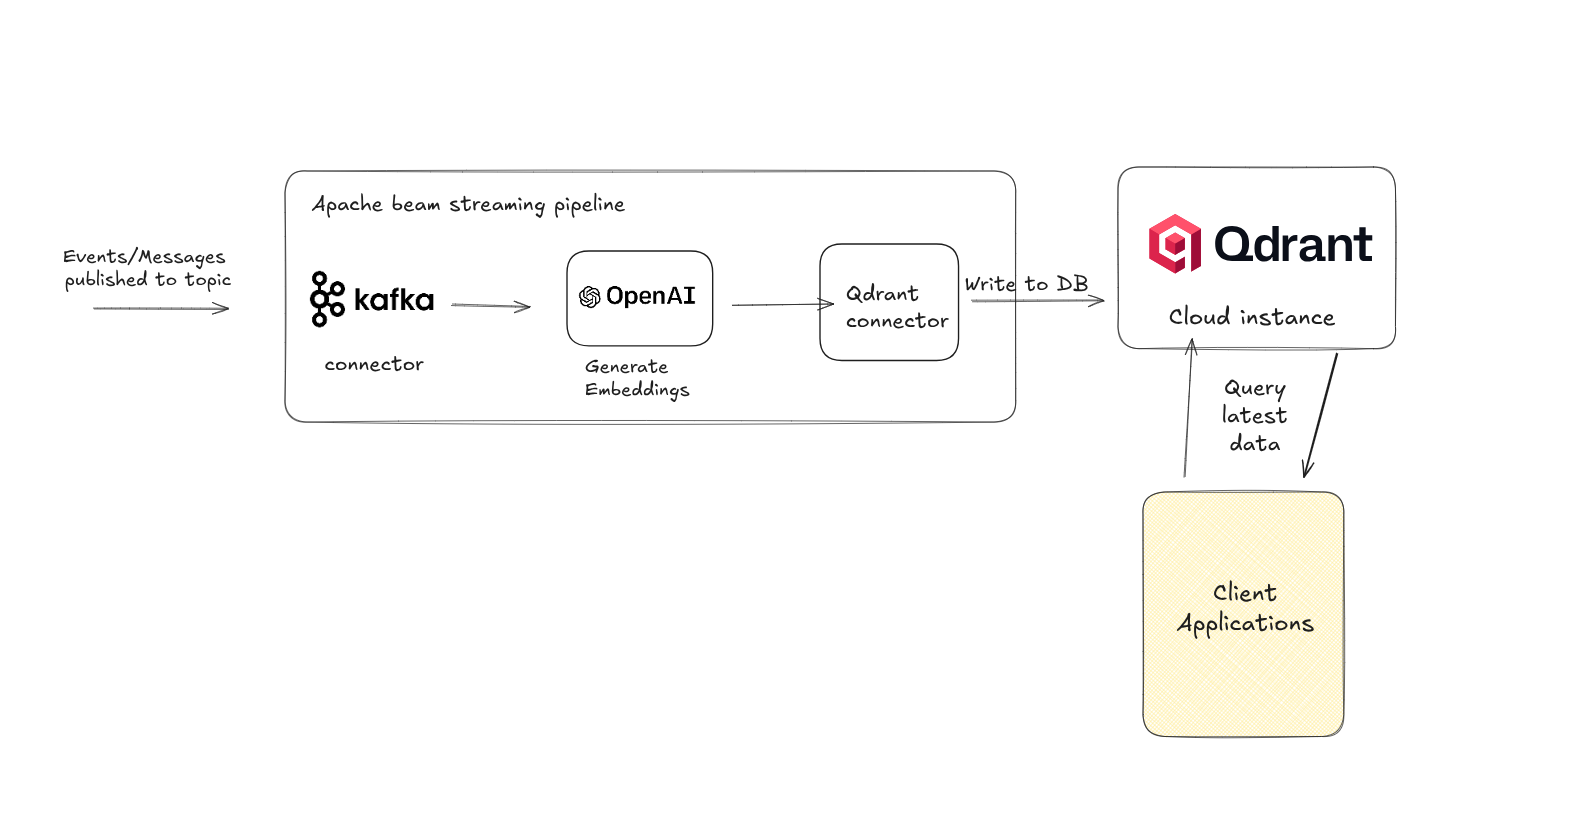 Events/Messages
published to topic
Apache beam streaming pipeline
kafka
connector
OpenAI
Generate
Embeddings
Qdrant
connector
Write to DB
Qdrant
Cloud instance
Query
latest
data
Client
Applications